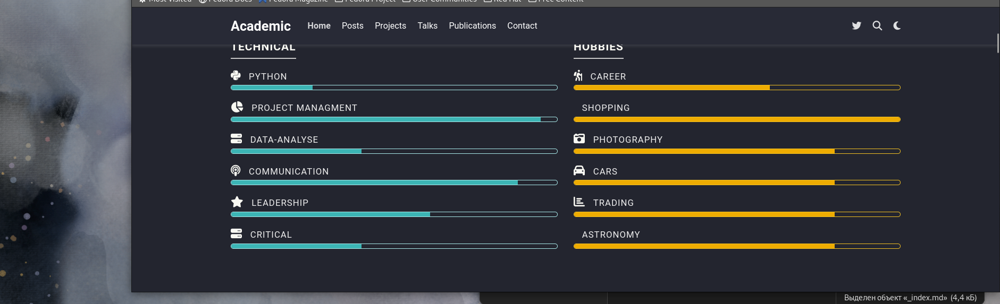 Most Visited Fedora Docs Fedora Magazine Fedora Project User Communities Red Hat Free Content
Academic Home Posts Projects Talks Publications Contact
TECHNICAL
PYTHON
PROJECT MANAGMENT
DATA-ANALYSE
COMMUNICATION
LEADERSHIP
CRITICAL
HOBBIES
CAREER
SHOPPING
PHOTOGRAPHY
CARS
TRADING
ASTRONOMY
Выделен объект «_index.md» (4,4 кБ)